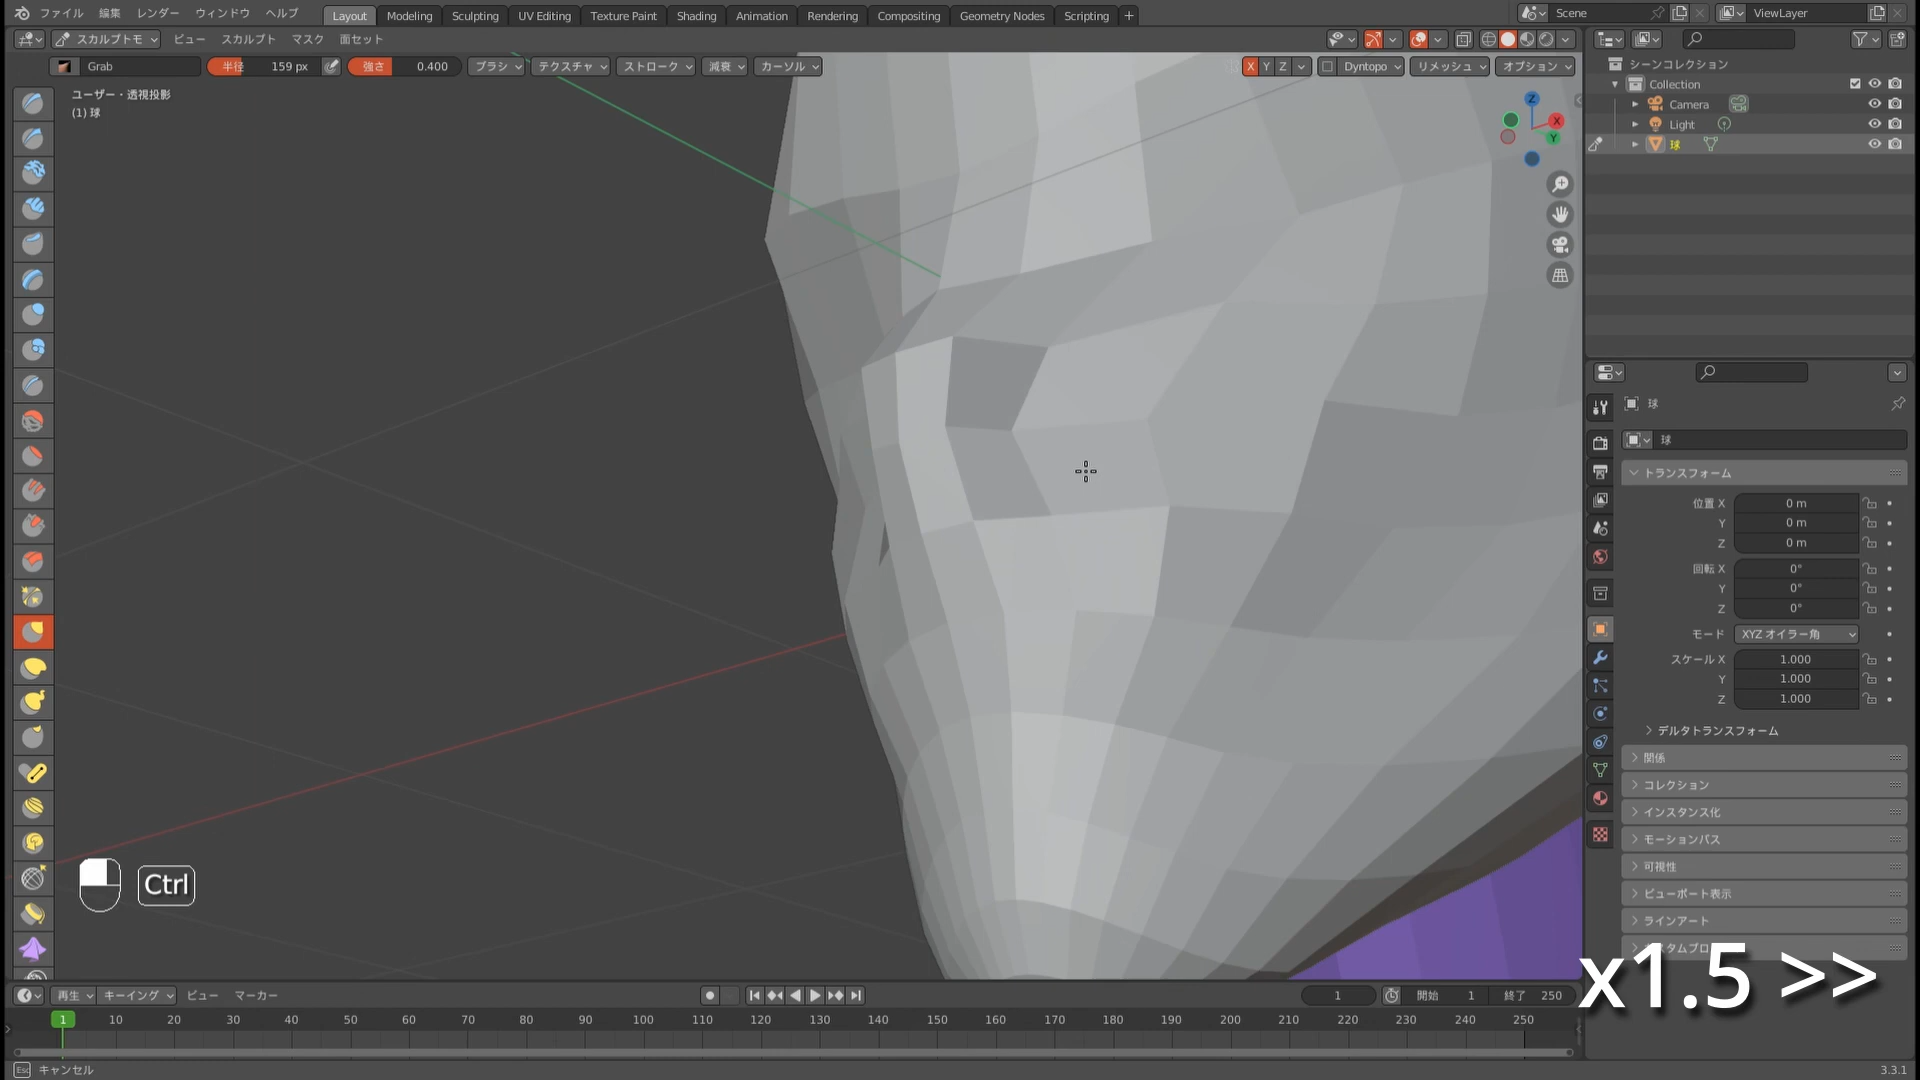 ファイル 編集 レンダー ウィンドウ ヘルプ Layout Modeling Sculpting UV Editing Texture Paint Shading Animation Rendering Compositing Geometry Nodes Scripting + Scene ViewLayer
スカルプトモ ビュー スカルプト マスク 面セット
Grab 半径 159 px 強さ 0.400 ブラシ テクスチャ ストローク 減衰 カーソル X Y Z Dyntopo リメッシュ オプション
ユーザー・透視投影
(1) 球
Z
X
Y
シーンコレクション
Collection
Camera
Light
球
球
球
トランスフォーム
位置 X 0 m
Y 0 m
Z 0 m
回転 X 0°
Y 0°
Z 0°
モード XYZ オイラー角
スケール X 1.000
Y 1.000
Z 1.000
デルタトランスフォーム
関係
コレクション
インスタンス化
モーションパス
可視性
ビューポート表示
ラインアート
スタムプロ
Ctrl
x1.5 >>
再生 キーイング ビュー マーカー 1 開始 1 終了 250
1 10 20 30 40 50 60 70 80 90 100 110 120 130 140 150 160 170 180 190 200 210 220 230 240 250
Esc キャンセル 3.3.1